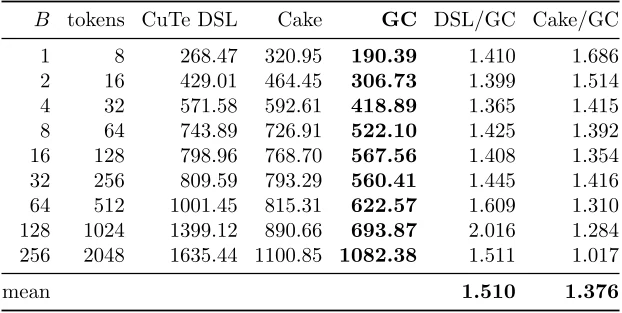 B tokens CuTe DSL Cake GC DSL/GC Cake/GC
1 8 268.47 320.95 190.39 1.410 1.686
2 16 429.01 464.45 306.73 1.399 1.514
4 32 571.58 592.61 418.89 1.365 1.415
8 64 743.89 726.91 522.10 1.425 1.392
16 128 798.96 768.70 567.56 1.408 1.354
32 256 809.59 793.29 560.41 1.445 1.416
64 512 1001.45 815.31 622.57 1.609 1.310
128 1024 1399.12 890.66 693.87 2.016 1.284
256 2048 1635.44 1100.85 1082.38 1.511 1.017
mean 1.510 1.376